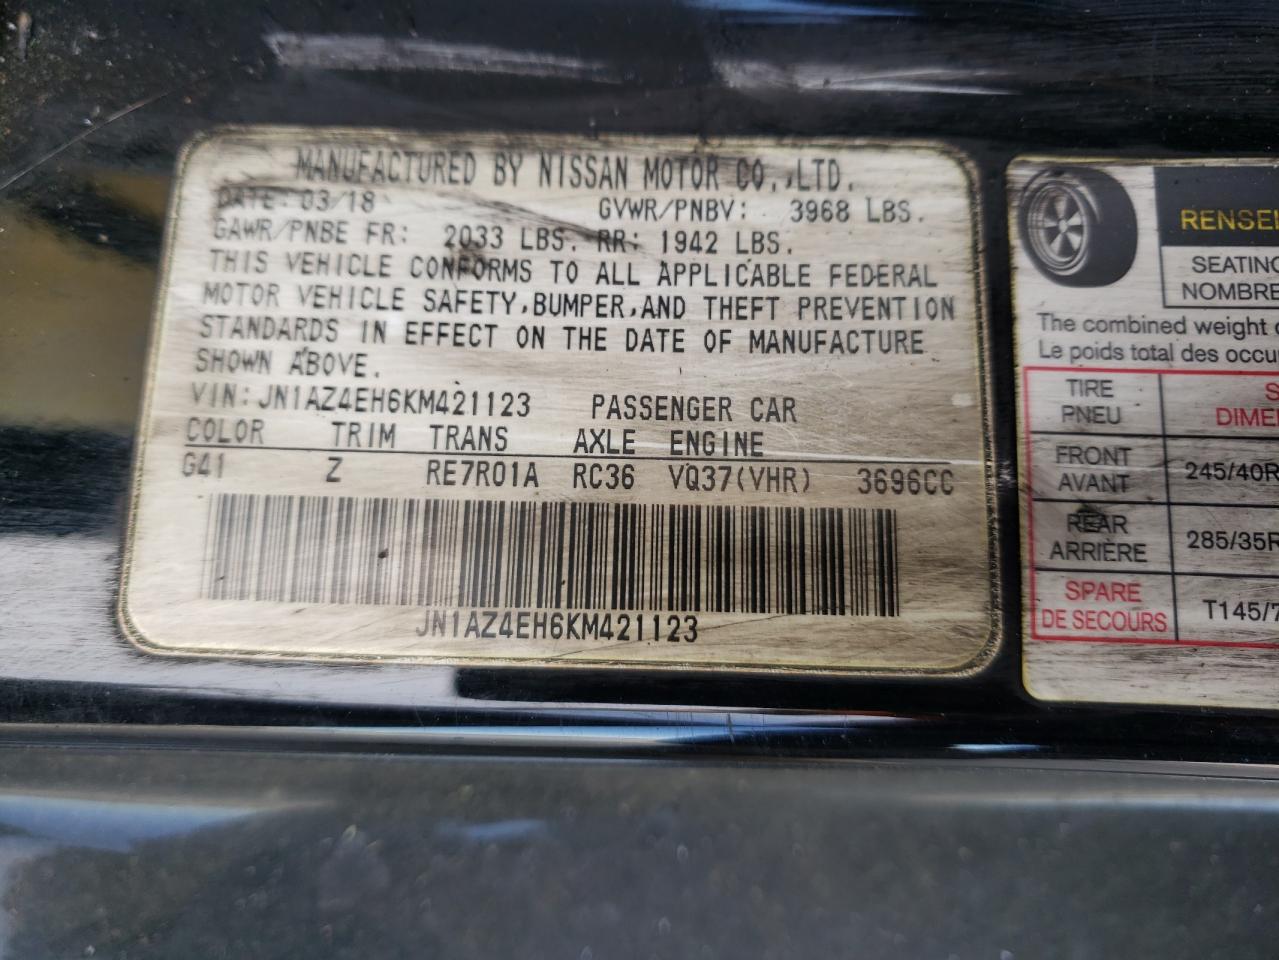 MANUFACTURED BY NISSAN MOTOR CO.,LTD.
DATE: 03/18 GVWR/PNBV: 3968 LBS.
GAWR/PNBE FR: 2033 LBS. RR: 1942 LBS.
THIS VEHICLE CONFORMS TO ALL APPLICABLE FEDERAL
MOTOR VEHICLE SAFETY,BUMPER,AND THEFT PREVENTION
STANDARDS IN EFFECT ON THE DATE OF MANUFACTURE
SHOWN ABOVE.
VIN: JN1AZ4EH6KM421123 PASSENGER CAR
COLOR TRIM TRANS AXLE ENGINE
G41 Z RE7R01A RC36 VQ37(VHR) 3696CC
JN1AZ4EH6KM421123
SEATING
NOMBRE
The combined weight
Le poids total des
TIRE
PNEU
FRONT
AVANT
245/40R
REAR
ARRIÈRE
285/35R
SPARE
DE SECOURS